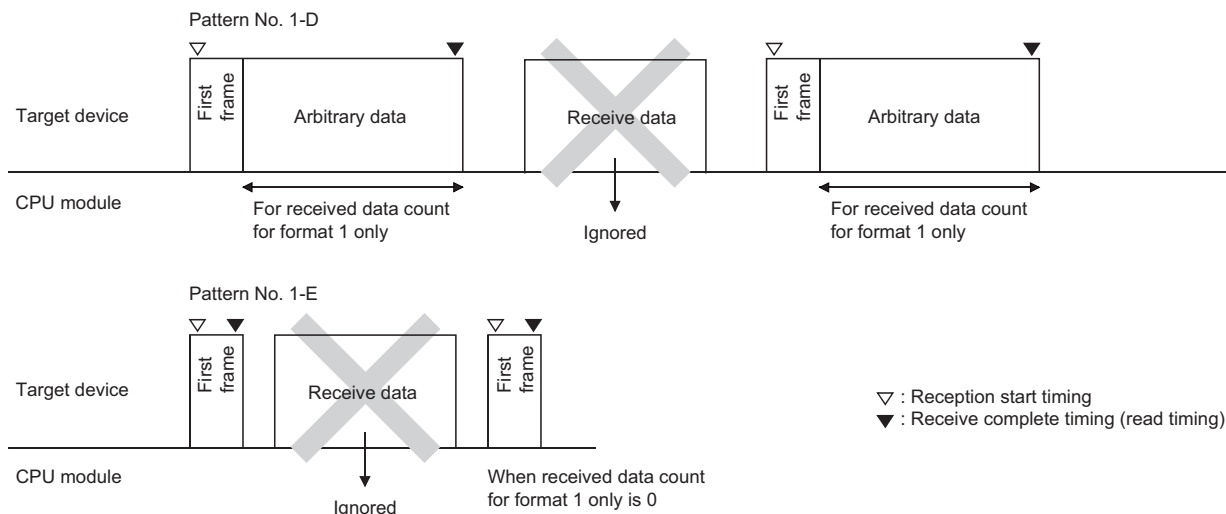 Pattern No. 1-D
Target device
First
frame
Arbitrary data
Receive data
First
frame
Arbitrary data
CPU module
For received data count
for format 1 only
Ignored
For received data count
for format 1 only
Pattern No. 1-E
Target device
First
frame
Receive data
First
frame
▽ : Reception start timing
▼ : Receive complete timing (read timing)
CPU module
Ignored
When received data count
for format 1 only is 0